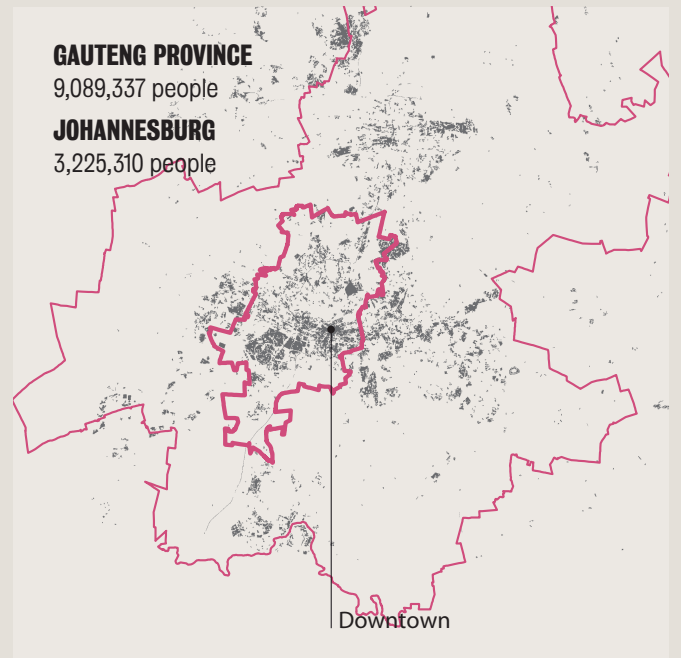 GAUTENG PROVINCE
9,089,337 people
JOHANNESBURG
3,225,310 people
Downtown